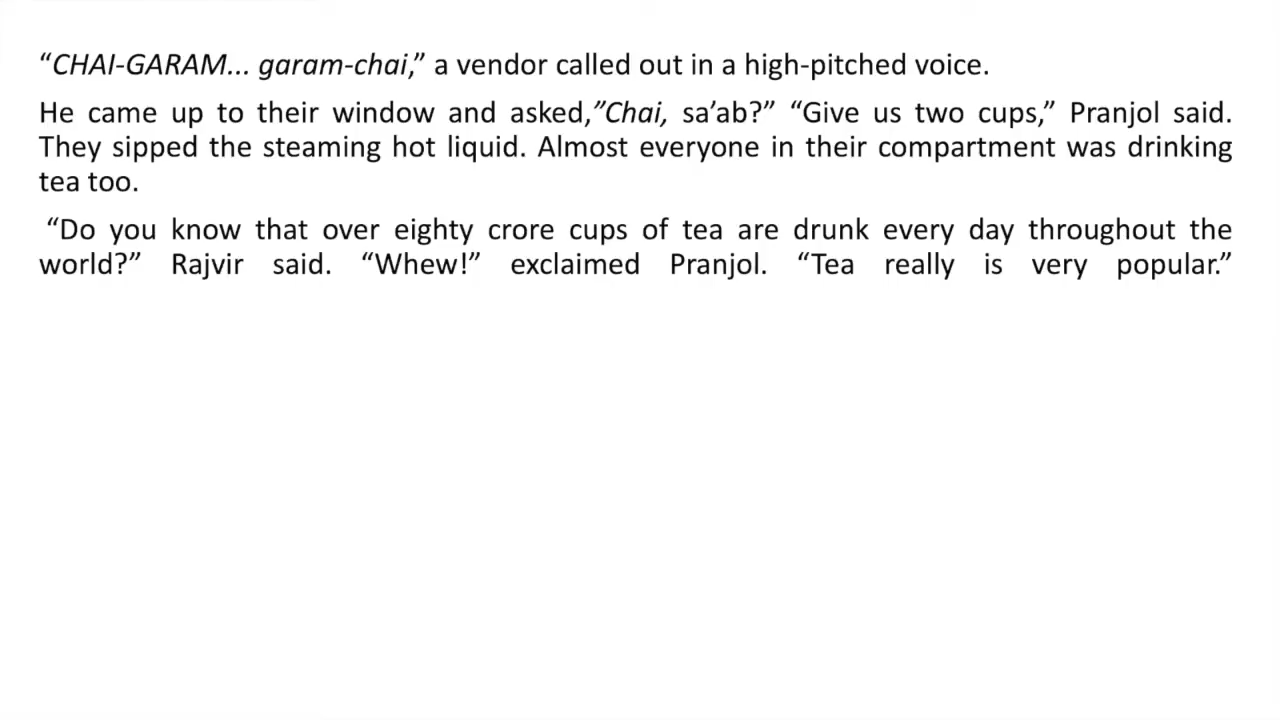 “CHAI-GARAM... garam-chai,” a vendor called out in a high-pitched voice.
He came up to their window and asked,”Chai, sa’ab?” “Give us two cups,” Pranjol said.
They sipped the steaming hot liquid. Almost everyone in their compartment was drinking
tea too.
“Do you know that over eighty crore cups of tea are drunk every day throughout the
world?” Rajvir said. “Whew!” exclaimed Pranjol. “Tea really is very popular.”